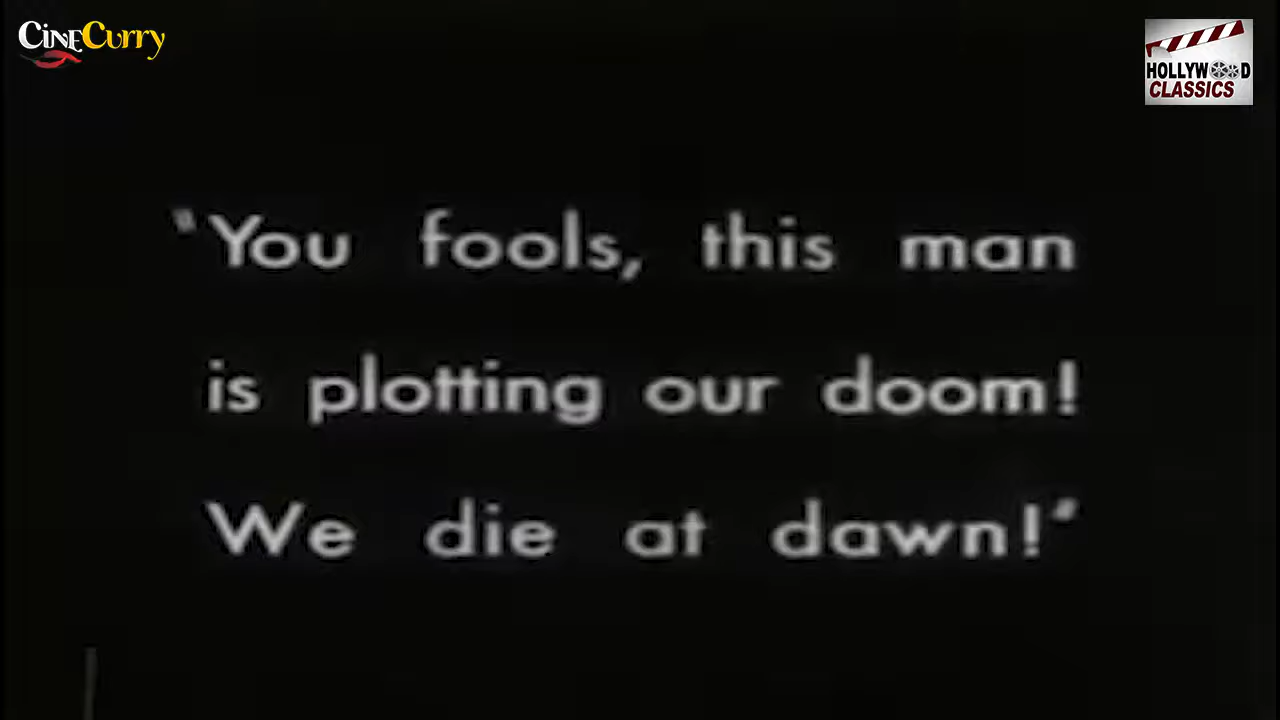 CINECURRY
HOLLYWOOD
CLASSICS
"You fools, this man
is plotting our doom!
We die at dawn!"